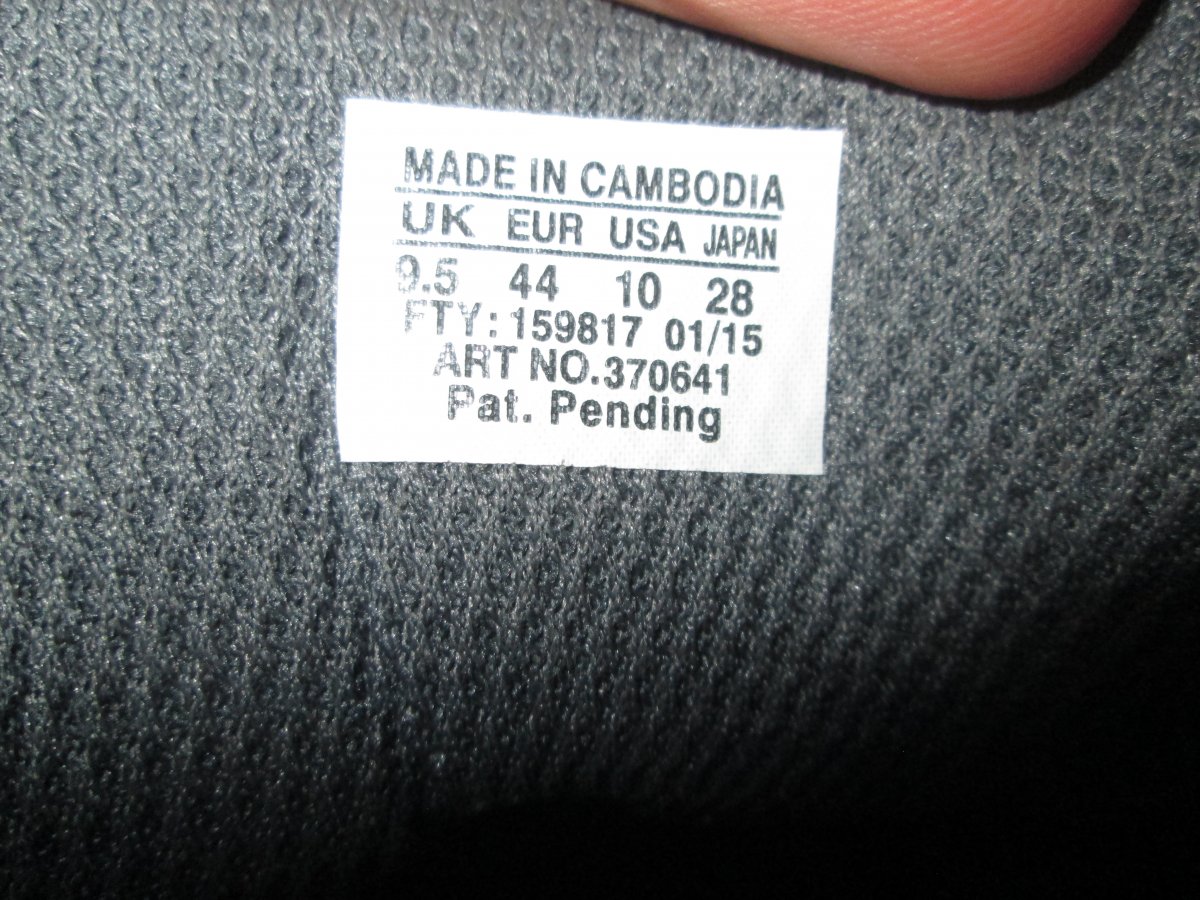 MADE IN CAMBODIA
UK EUR USA JAPAN
9.5 44 10 28
FTY: 159817 01/15
ART NO.370641
Pat. Pending